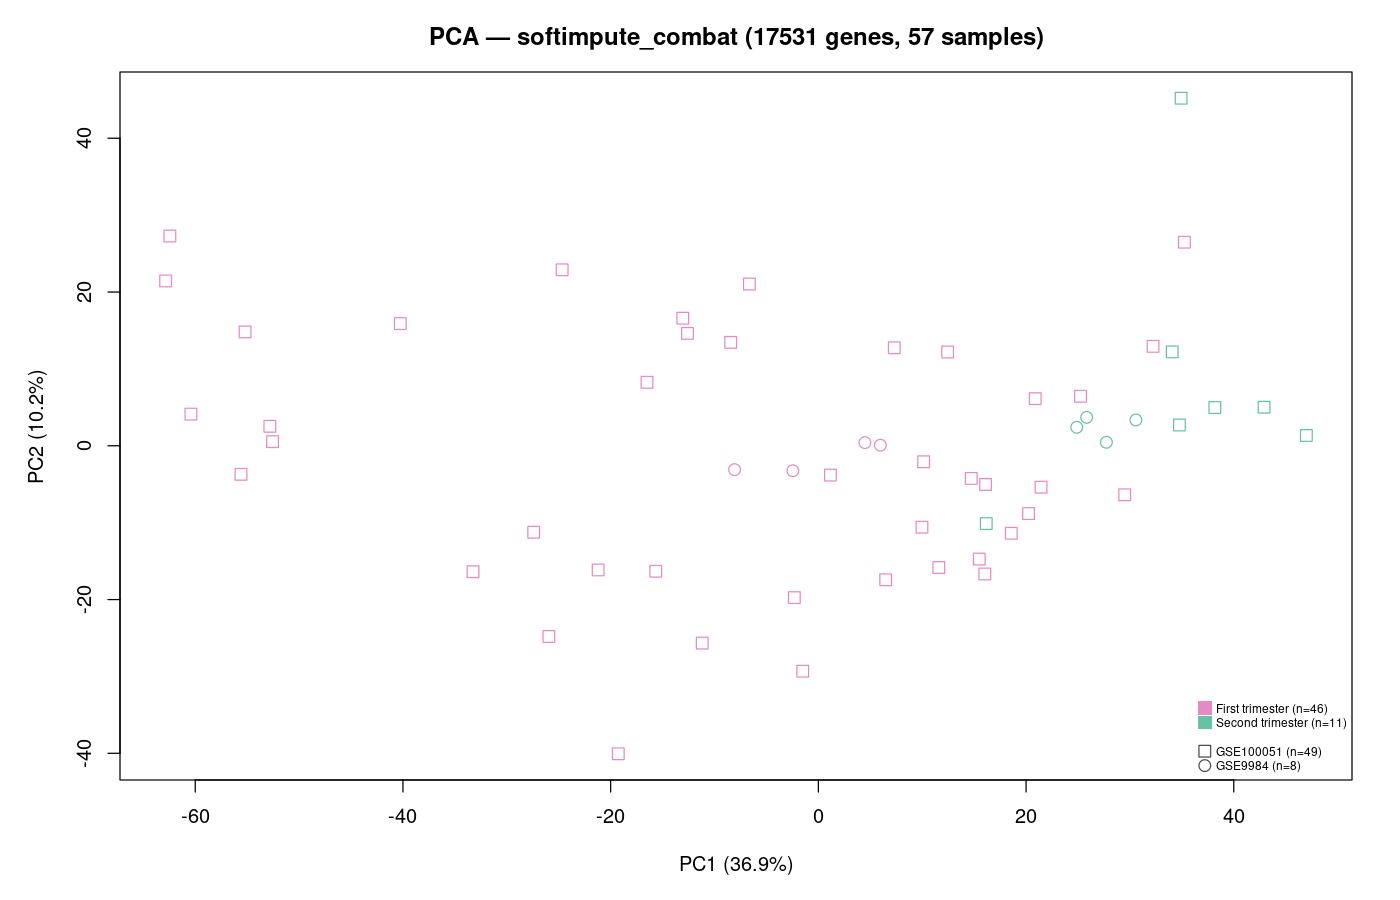 PCA — softimpute_combat (17531 genes, 57 samples)
40
20
0
-20
-40
PC2 (10.2%)
First trimester (n=46)
Second trimester (n=11)
GSE100051 (n=49)
GSE9984 (n=8)
-60
-40
-20
0
20
40
PC1 (36.9%)